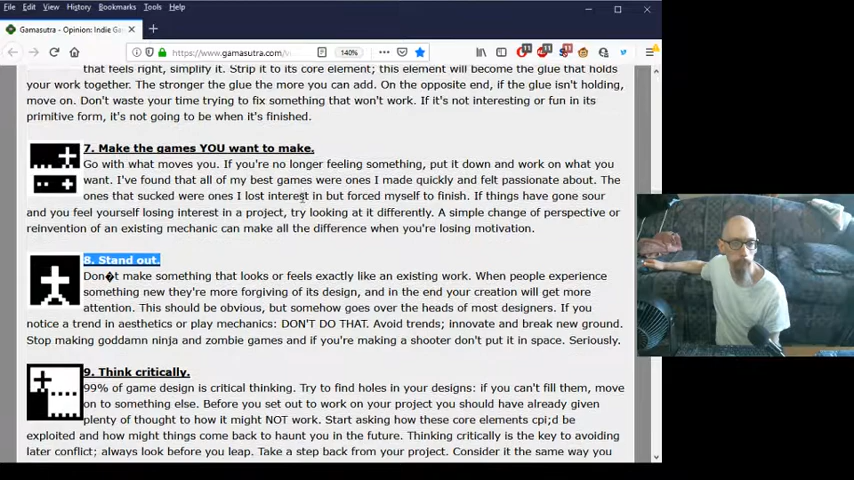 File Edit View History Bookmarks Tools Help
Gamasutra - Opinion: Indie Ga
https://www.gamasutra.com/vi
140%
that feels right, simplify it. Strip it to its core element; this element will become the glue that holds
your work together. The stronger the glue the more you can add. On the opposite end, if the glue isn't holding,
move on. Don't waste your time trying to fix something that won't work. If it's not interesting or fun in its
primitive form, it's not going to be when it's finished.
7. Make the games YOU want to make.
Go with what moves you. If you're no longer feeling something, put it down and work on what you
want. I've found that all of my best games were ones I made quickly and felt passionate about. The
ones that sucked were ones I lost interest in but forced myself to finish. If things have gone sour
and you feel yourself losing interest in a project, try looking at it differently. A simple change of perspective or
reinvention of an existing mechanic can make all the difference when you're losing motivation.
8. Stand out.
Don�t make something that looks or feels exactly like an existing work. When people experience
something new they're more forgiving of its design, and in the end your creation will get more
attention. This should be obvious, but somehow goes over the heads of most designers. If you
notice a trend in aesthetics or play mechanics: DON'T DO THAT. Avoid trends; innovate and break new ground.
Stop making goddamn ninja and zombie games and if you're making a shooter don't put it in space. Seriously.
9. Think critically.
99% of game design is critical thinking. Try to find holes in your designs: if you can't fill them, move
on to something else. Before you set out to work on your project you should have already given
plenty of thought to how it might NOT work. Start asking how these core elements cpi;d be
exploited and how might things come back to haunt you in the future. Thinking critically is the key to avoiding
later conflict; always look before you leap. Take a step back from your project. Consider it the same way you